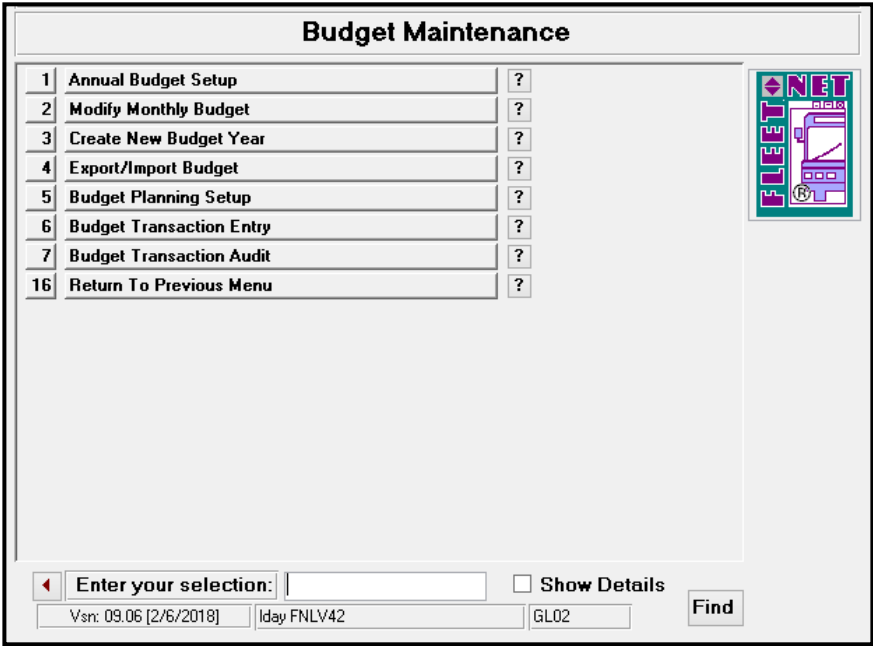 Budget Maintenance
1 Annual Budget Setup ?
2 Modify Monthly Budget ?
3 Create New Budget Year ?
4 Export/Import Budget ?
5 Budget Planning Setup ?
6 Budget Transaction Entry ?
7 Budget Transaction Audit ?
16 Return To Previous Menu ?
FLEET NET
®
Enter your selection: Show Details
Vsn: 09.06 [2/6/2018] lday FNLV42 GL02 Find